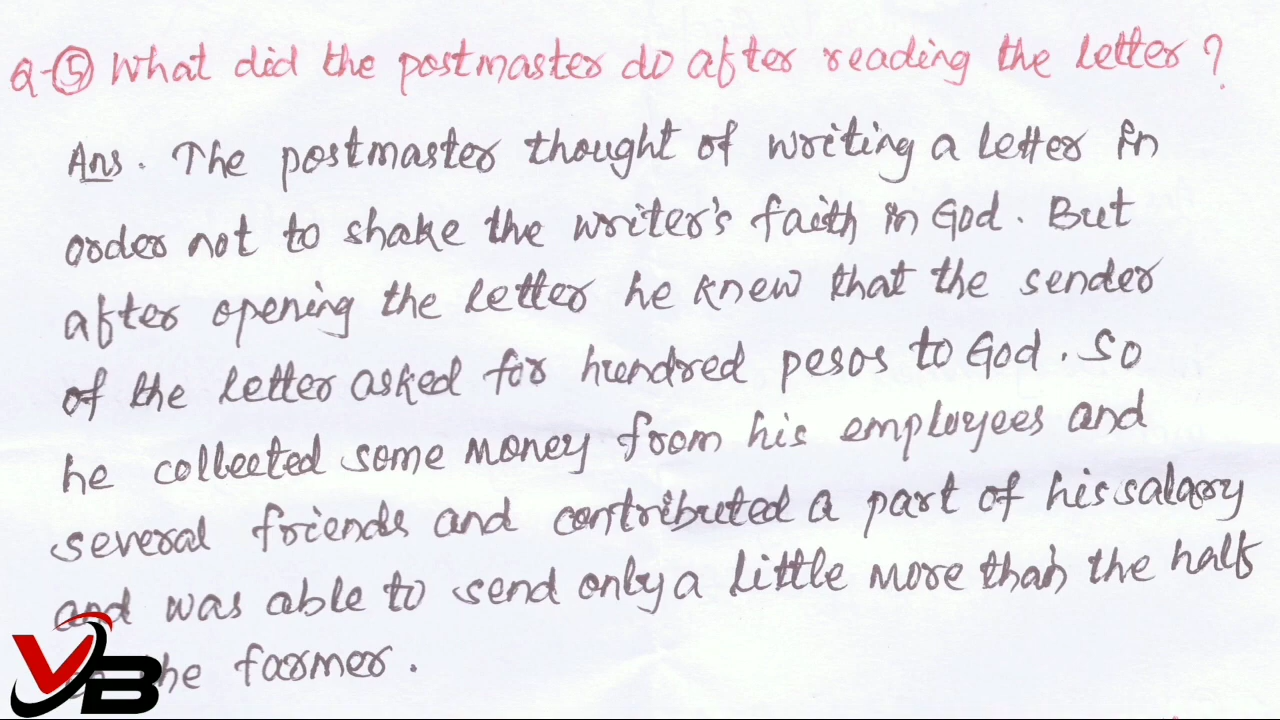 Q-⑤ What did the postmaster do after reading the letter ?
Ans. The postmaster thought of writing a letter in
order not to shake the writer's faith in God. But
after opening the letter he knew that the sender
of the letter asked for hundred pesos to God. So
he collected some money from his employees and
several friends and contributed a part of his salary
and was able to send only a little more than the half
the farmer.
VB